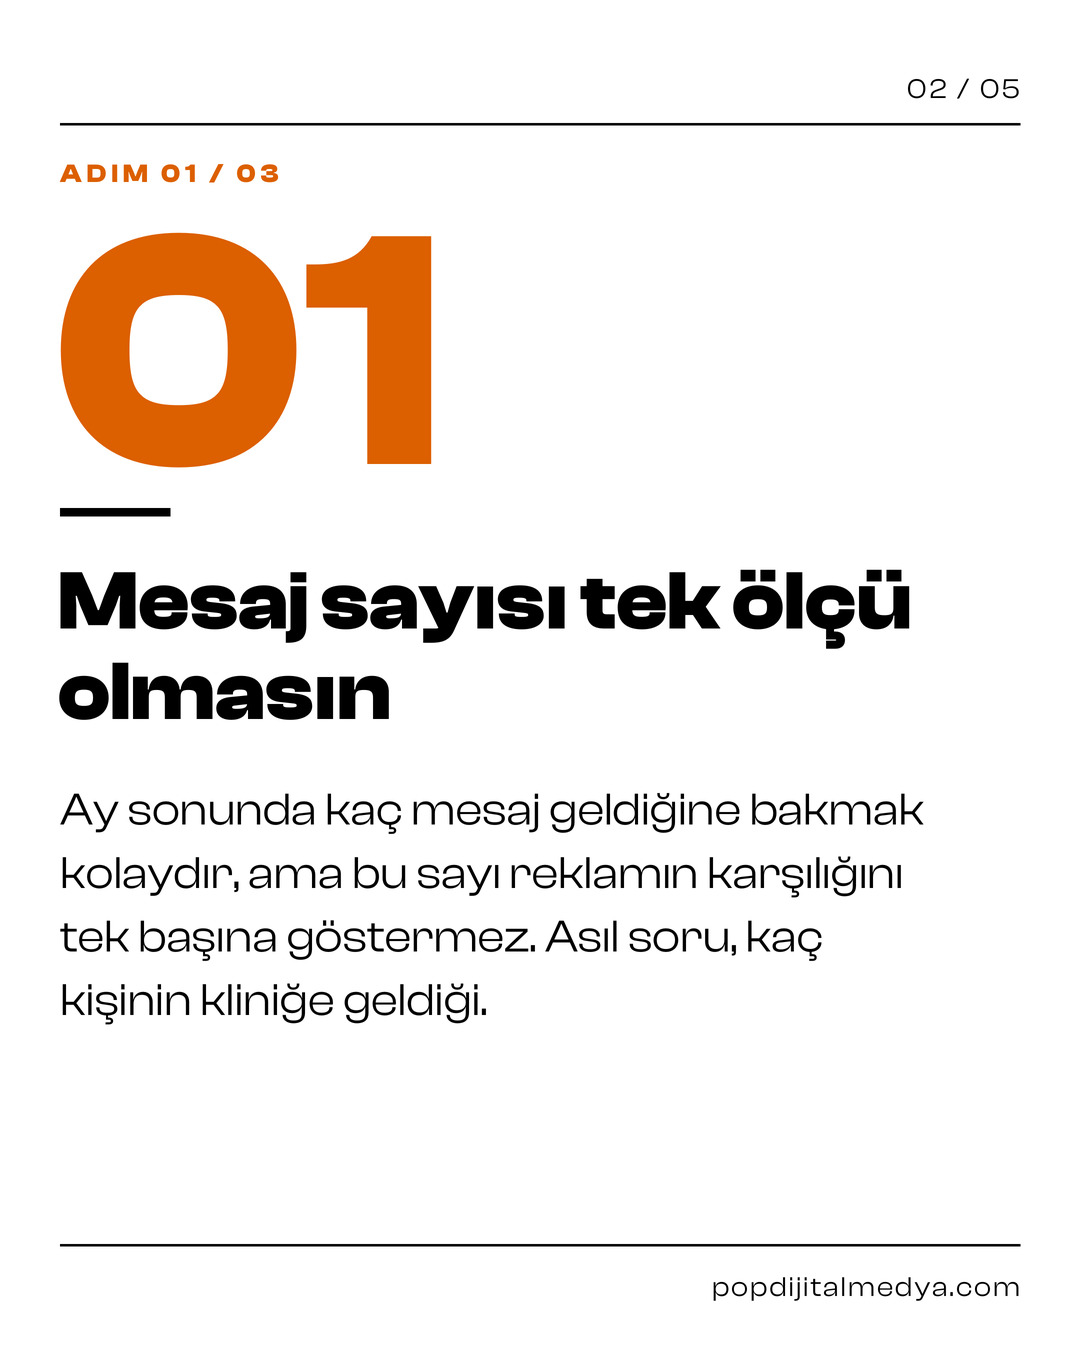 02 / 05
ADIM 01 / 03
01
Mesaj sayısı tek ölçü
olmasın
Ay sonunda kaç mesaj geldiğine bakmak
kolaydır, ama bu sayı reklamın karşılığını
tek başına göstermez. Asıl soru, kaç
kişinin kliniğe geldiği.
popdijitalmedya.com